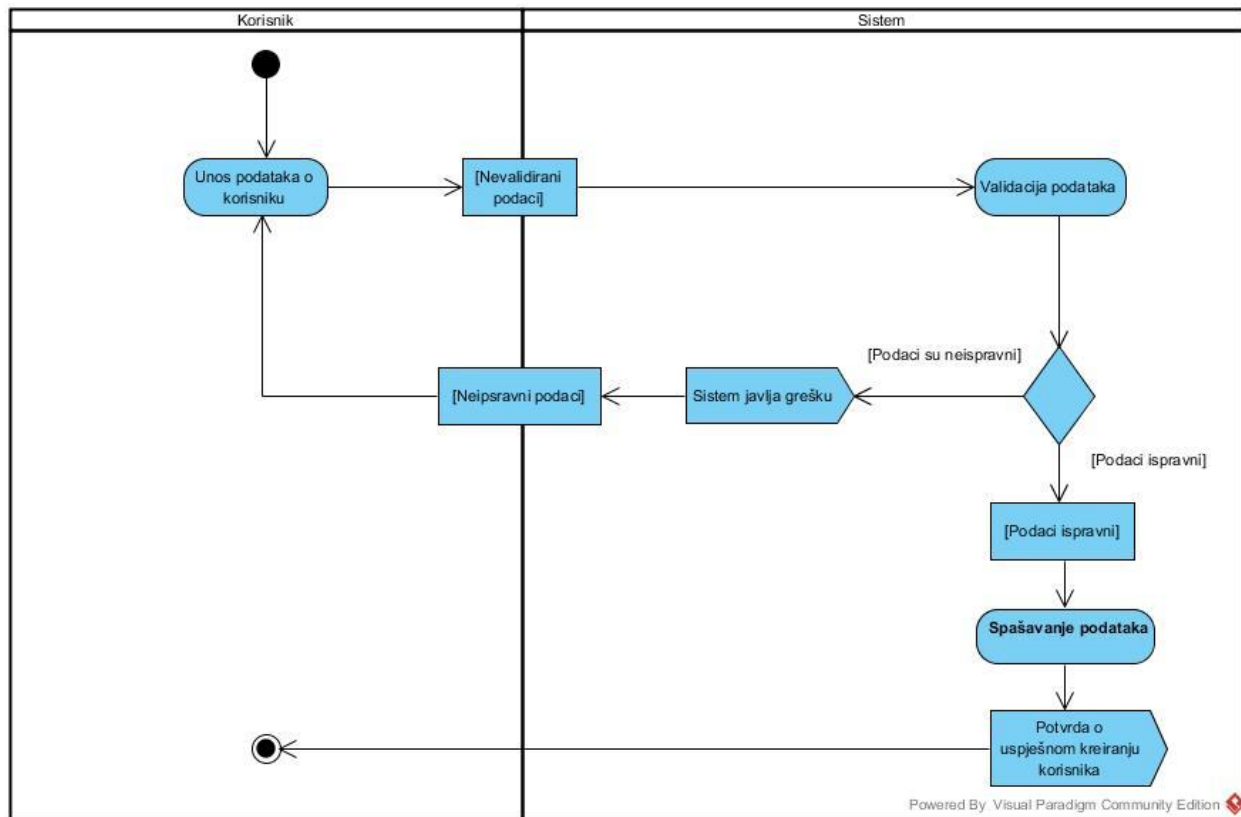 Korisnik
Sistem
Unos podataka o
korisniku
[Nevalidirani
podaci]
Validacija podataka
[Podaci su neispravni]
[Neipsravni podaci]
Sistem javlja grešku
[Podaci ispravni]
[Podaci ispravni]
Spašavanje podataka
Potvrda o
uspješnom kreiranju
korisnika
Powered By Visual Paradigm Community Edition